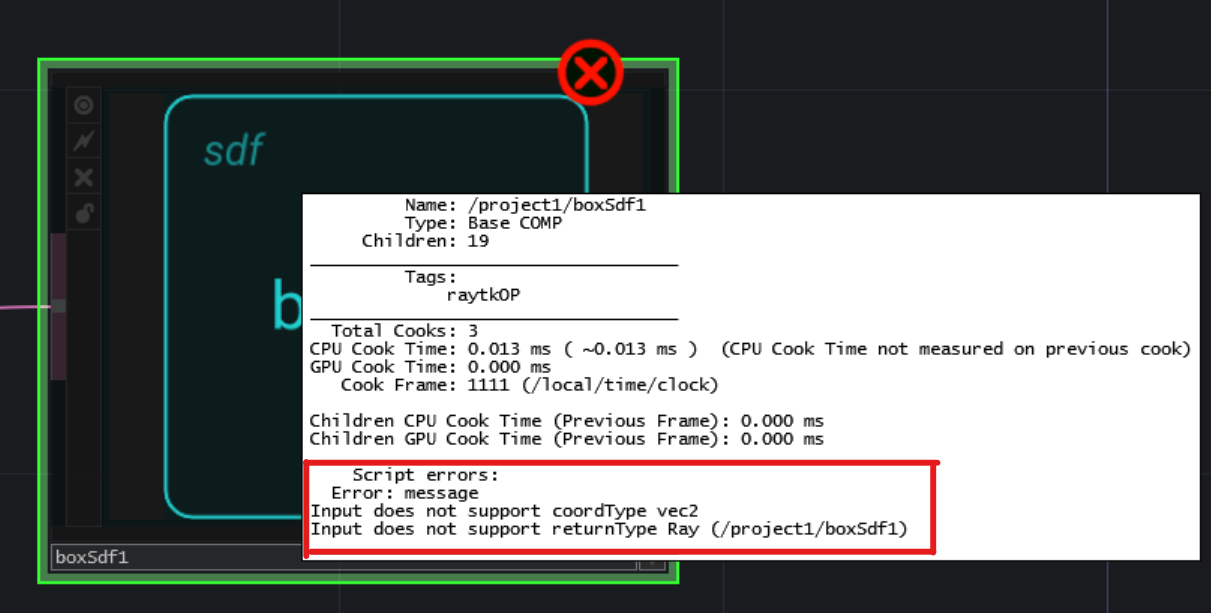 sdf
b
Name: /project1/boxSdf1
Type: Base COMP
Children: 19
Tags:
raytkOP
Total Cooks: 3
CPU Cook Time: 0.013 ms ( ~0.013 ms )  (CPU Cook Time not measured on previous cook)
GPU Cook Time: 0.000 ms
Cook Frame: 1111 (/local/time/clock)
Children CPU Cook Time (Previous Frame): 0.000 ms
Children GPU Cook Time (Previous Frame): 0.000 ms
Script errors:
Error: message
Input does not support coordType vec2
Input does not support returnType Ray (/project1/boxSdf1)
boxSdf1